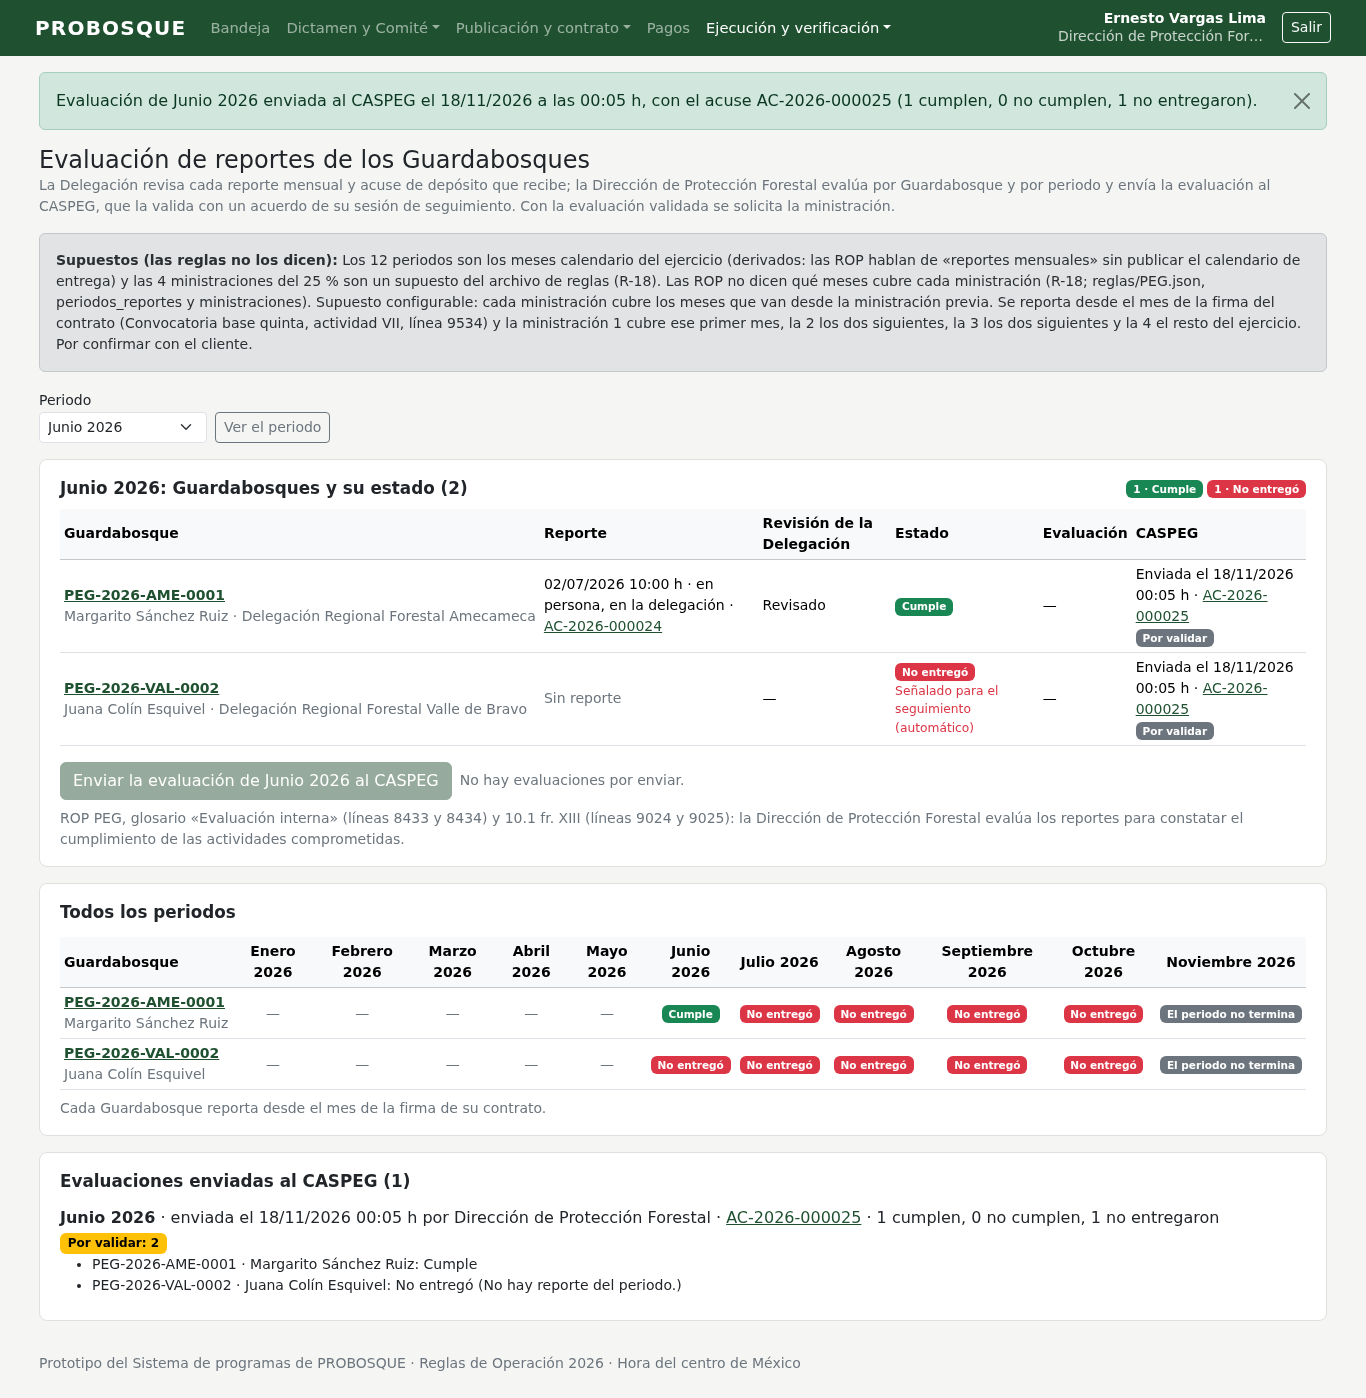 PROBOSQUE Bandeja Dictamen y Comité Publicación y contrato Pagos Ejecución y verificación Ernesto Vargas Lima Salir
Dirección de Protección For...
Evaluación de Junio 2026 enviada al CASPEG el 18/11/2026 a las 00:05 h, con el acuse AC-2026-000025 (1 cumplen, 0 no cumplen, 1 no entregaron).
Evaluación de reportes de los Guardabosques
La Delegación revisa cada reporte mensual y acuse de depósito que recibe; la Dirección de Protección Forestal evalúa por Guardabosque y por periodo y envía la evaluación al
CASPEG, que la valida con un acuerdo de su sesión de seguimiento. Con la evaluación validada se solicita la ministración.
Supuestos (las reglas no los dicen): Los 12 periodos son los meses calendario del ejercicio (derivados: las ROP hablan de «reportes mensuales» sin publicar el calendario de
entrega) y las 4 ministraciones del 25 % son un supuesto del archivo de reglas (R-18). Las ROP no dicen qué meses cubre cada ministración (R-18; reglas/PEG.json,
periodos_reportes y ministraciones). Supuesto configurable: cada ministración cubre los meses que van desde la ministración previa. Se reporta desde el mes de la firma del
contrato (Convocatoria base quinta, actividad VII, línea 9534) y la ministración 1 cubre ese primer mes, la 2 los dos siguientes, la 3 los dos siguientes y la 4 el resto del ejercicio.
Por confirmar con el cliente.
Periodo
Junio 2026 Ver el periodo
Junio 2026: Guardabosques y su estado (2) 1 · Cumple 1 · No entregó
Guardabosque Reporte Revisión de la Delegación Estado Evaluación CASPEG
PEG-2026-AME-0001
Margarito Sánchez Ruiz · Delegación Regional Forestal Amecameca
02/07/2026 10:00 h · en
persona, en la delegación ·
AC-2026-000024
Revisado
Cumple
—
Enviada el 18/11/2026
00:05 h · AC-2026-
000025
Por validar
PEG-2026-VAL-0002
Juana Colín Esquivel · Delegación Regional Forestal Valle de Bravo
Sin reporte
—
No entregó
Señalado para el
seguimiento
(automático)
—
Enviada el 18/11/2026
00:05 h · AC-2026-
000025
Por validar
Enviar la evaluación de Junio 2026 al CASPEG No hay evaluaciones por enviar.
ROP PEG, glosario «Evaluación interna» (líneas 8433 y 8434) y 10.1 fr. XIII (líneas 9024 y 9025): la Dirección de Protección Forestal evalúa los reportes para constatar el
cumplimiento de las actividades comprometidas.
Todos los periodos
Guardabosque Enero 2026 Febrero 2026 Marzo 2026 Abril 2026 Mayo 2026 Junio 2026 Julio 2026 Agosto 2026 Septiembre 2026 Octubre 2026 Noviembre 2026
PEG-2026-AME-0001
Margarito Sánchez Ruiz
— — — — — Cumple No entregó No entregó No entregó No entregó El periodo no termina
PEG-2026-VAL-0002
Juana Colín Esquivel
— — — — — No entregó No entregó No entregó No entregó No entregó El periodo no termina
Cada Guardabosque reporta desde el mes de la firma de su contrato.
Evaluaciones enviadas al CASPEG (1)
Junio 2026 · enviada el 18/11/2026 00:05 h por Dirección de Protección Forestal · AC-2026-000025 · 1 cumplen, 0 no cumplen, 1 no entregaron
Por validar: 2
• PEG-2026-AME-0001 · Margarito Sánchez Ruiz: Cumple
• PEG-2026-VAL-0002 · Juana Colín Esquivel: No entregó (No hay reporte del periodo.)
Prototipo del Sistema de programas de PROBOSQUE · Reglas de Operación 2026 · Hora del centro de México